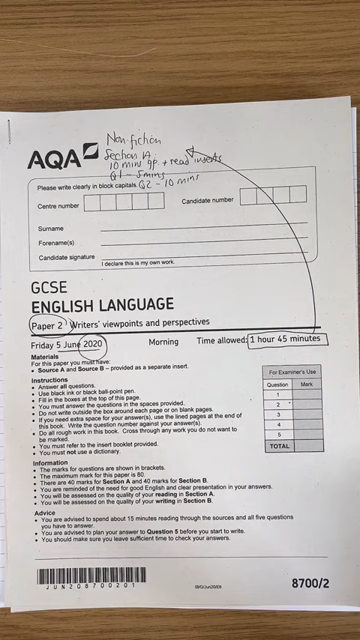 Non-fiction
Section A
10 mins qp + read inserts
Q1 - 5 mins
Q2 - 10 mins
AQA
Please write clearly in block capitals.
Centre number
Candidate number
Surname
Forename(s)
Candidate signature
I declare this is my own work.
GCSE
ENGLISH LANGUAGE
Paper 2 Writers' viewpoints and perspectives
Friday 5 June 2020 Morning Time allowed: 1 hour 45 minutes
Materials
For this paper you must have:
• Source A and Source B – provided as a separate insert.
Instructions
• Answer all questions.
• Use black ink or black ball-point pen.
• Fill in the boxes at the top of this page.
• You must answer the questions in the spaces provided.
• Do not write outside the box around each page or on blank pages.
• If you need extra space for your answer(s), use the lined pages at the end of
this book. Write the question number against your answer(s).
• Do all rough work in this book. Cross through any work you do not want to
be marked.
• You must refer to the insert booklet provided.
• You must not use a dictionary.
Information
• The marks for questions are shown in brackets.
• The maximum mark for this paper is 80.
• There are 40 marks for Section A and 40 marks for Section B.
• You are reminded of the need for good English and clear presentation in your answers.
• You will be assessed on the quality of your reading in Section A.
• You will be assessed on the quality of your writing in Section B.
Advice
• You are advised to spend about 15 minutes reading through the sources and all five questions
you have to answer.
• You are advised to plan your answer to Question 5 before you start to write.
• You should make sure you leave sufficient time to check your answers.
For Examiner's Use
Question Mark
1
2
3
4
5
TOTAL
JUN208700201
IB/G/Jun20/E8
8700/2